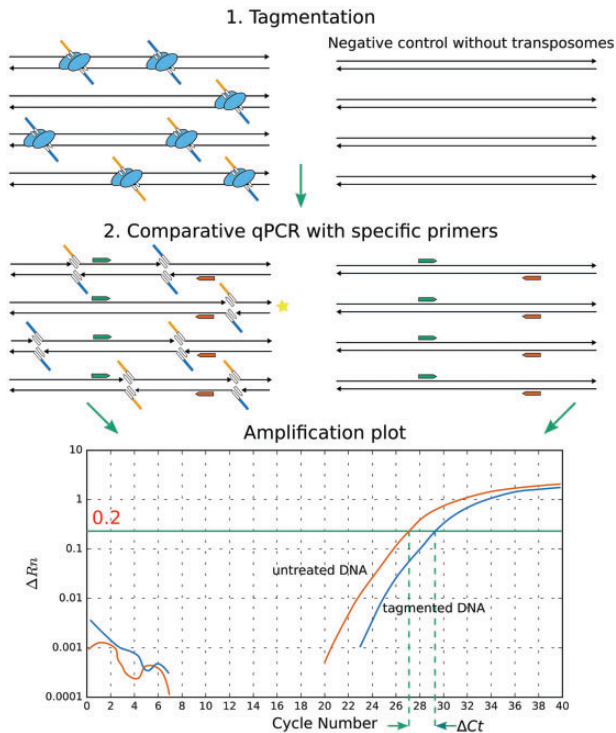 1. Tagmentation
Negative control without transposomes
2. Comparative qPCR with specific primers
Amplification plot
10
1
0.2
0.1
0.01
0.001
0.0001
ΔRn
untreated DNA
tagmented DNA
0 2 4 6 8 10 12 14 16 18 20 22 24 26 28 30 32 34 36 38 40
Cycle Number
ΔCt